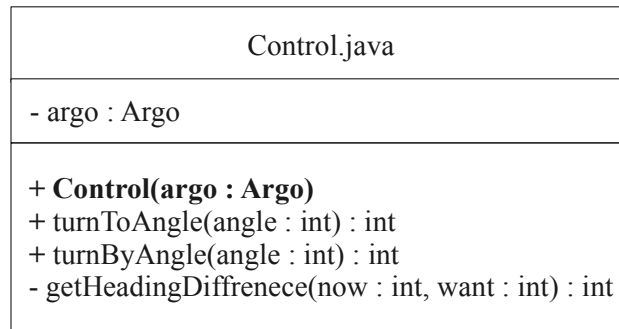 Control.java
- argo : Argo
+ Control(argo : Argo)
+ turnToAngle(angle : int) : int
+ turnByAngle(angle : int) : int
- getHeadingDiffrenece(now : int, want : int) : int